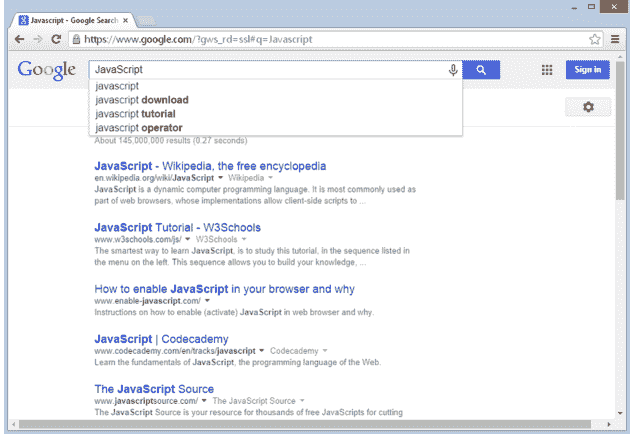 Javascript - Google Search
https://www.google.com/?gws_rd=ssl#q=Javascript
Google
JavaScript
Sign in
javascript
javascript download
javascript tutorial
javascript operator
About 145,000,000 results (0.27 seconds)
JavaScript - Wikipedia, the free encyclopedia
en.wikipedia.org/wiki/JavaScript Wikipedia
JavaScript is a dynamic computer programming language. It is most commonly used as
part of web browsers, whose implementations allow client-side scripts to ...
JavaScript Tutorial - W3Schools
www.w3schools.com/js/ W3Schools
The smartest way to learn JavaScript, is to study this tutorial, in the sequence listed in
the menu on the left. This sequence allows you to build your knowledge, ...
How to enable JavaScript in your browser and why
www.enable-javascript.com/
Instructions on how to enable (activate) JavaScript in web browser and why.
JavaScript | Codecademy
www.codecademy.com/en/tracks/javascript Codecademy
Learn the fundamentals of JavaScript, the programming language of the Web.
The JavaScript Source
www.javascriptsource.com/ The JavaScript Source
The JavaScript Source is your resource for thousands of free JavaScripts for cutting